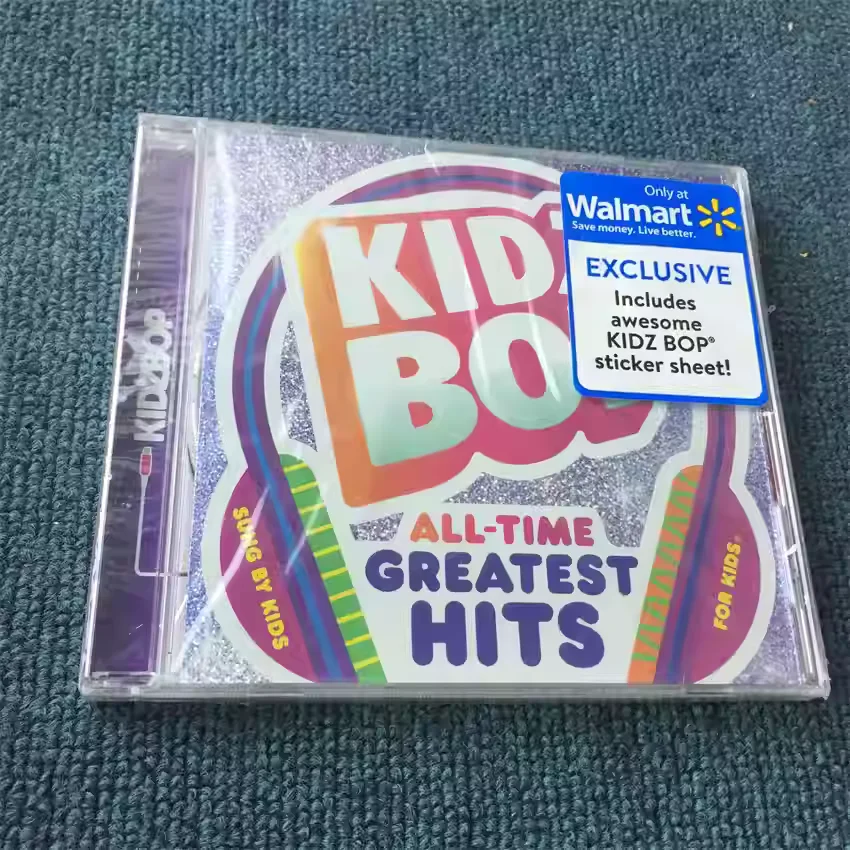 KIDZ
BOP
Only at
Walmart
Save money. Live better.
EXCLUSIVE
Includes
awesome
KIDZ BOP®
sticker sheet!
KIDZBOP
ALL-TIME
GREATEST
HITS
SUNG BY KIDS
FOR KIDS®